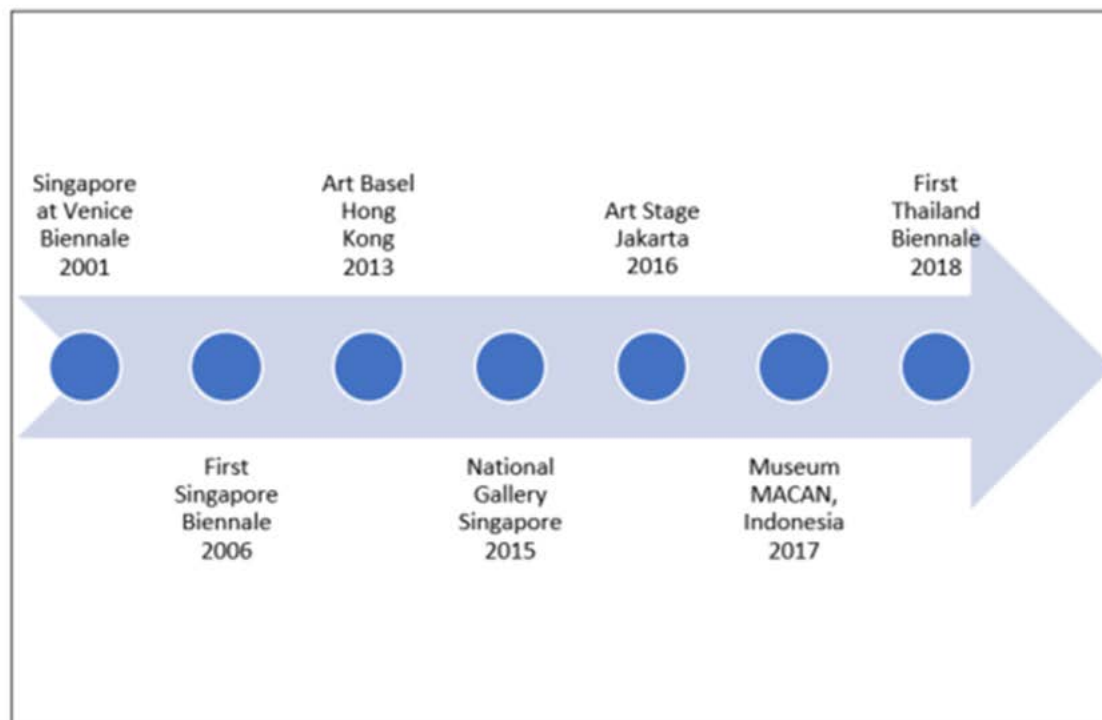 Singapore
at Venice
Biennale
2001
First
Singapore
Biennale
2006
Art Basel
Hong
Kong
2013
National
Gallery
Singapore
2015
Art Stage
Jakarta
2016
Museum
MACAN,
Indonesia
2017
First
Thailand
Biennale
2018